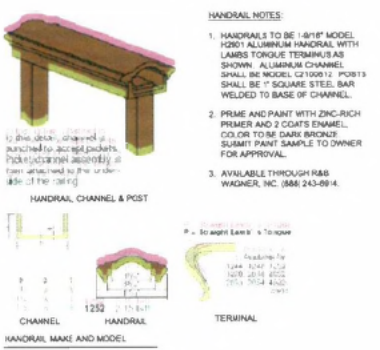 In this detail, channel is
punched to accept pickets.
Picket channel assembly is
then attached to the under-
side of the railing.
HANDRAIL, CHANNEL & POST
HANDRAIL NOTES:
1. HANDRAILS TO BE 1-9/16" MODEL
H2901 ALUMINUM HANDRAIL WITH
LAMBS TONGUE TERMINUS AS
SHOWN. ALUMINUM CHANNEL
SHALL BE MODEL C2100612. POSTS
SHALL BE 1" SQUARE STEEL BAR
WELDED TO BASE OF CHANNEL.
2. PRIME AND PAINT WITH ZINC-RICH
PRIMER AND 2 COATS ENAMEL,
COLOR TO BE DARK BRONZE.
SUBMIT PAINT SAMPLE TO OWNER
FOR APPROVAL.
3. AVAILABLE THROUGH R&B
WAGNER, INC. (888) 243-6914.
1252
CHANNEL
HANDRAIL
P - Straight Lamb's Tongue
TERMINAL
HANDRAIL MAKE AND MODEL